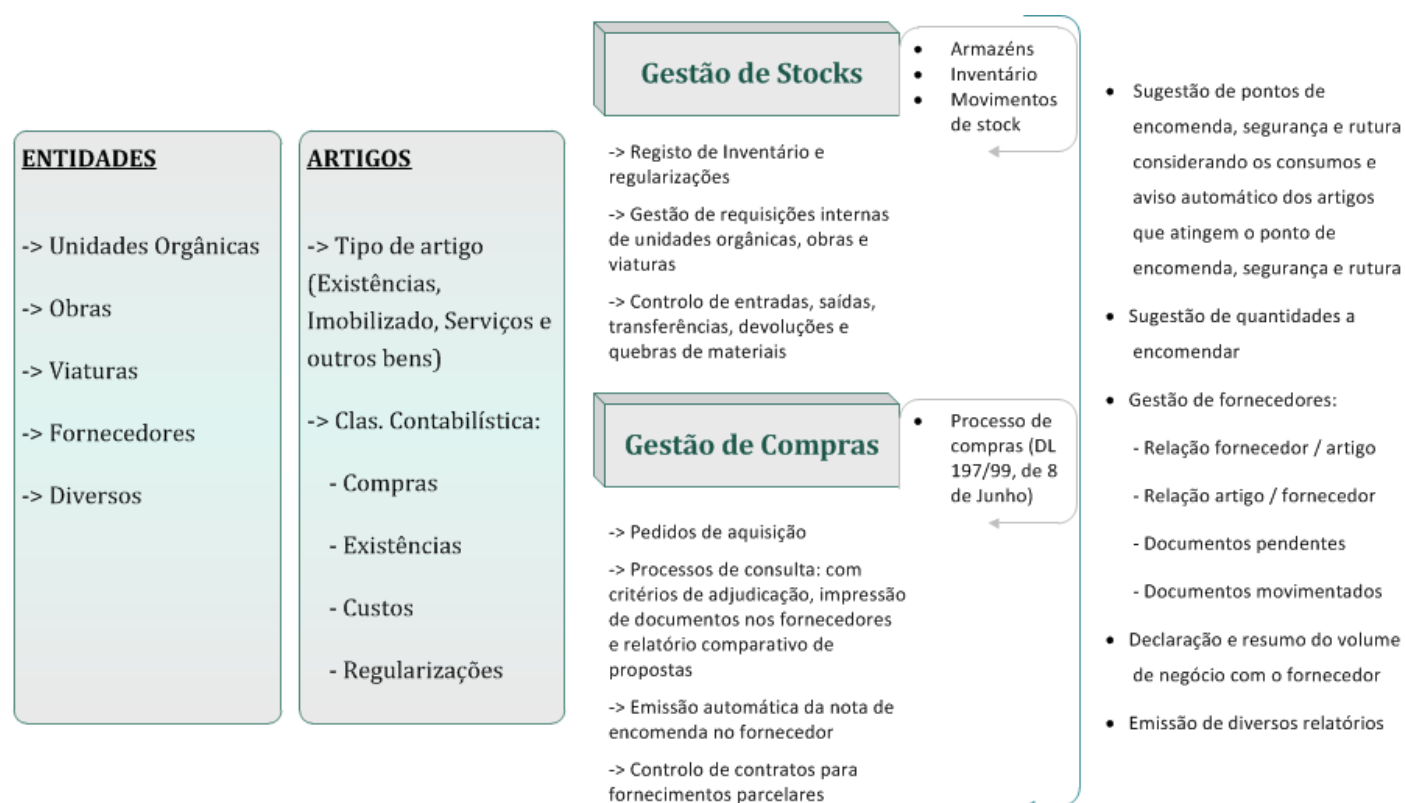 ENTIDADES
-> Unidades Orgânicas
-> Obras
-> Viaturas
-> Fornecedores
-> Diversos
ARTIGOS
-> Tipo de artigo
(Existências,
Imobilizado, Serviços e
outros bens)
-> Clas. Contabilística:
- Compras
- Existências
- Custos
- Regularizações
Gestão de Stocks
• Armazéns
• Inventário
• Movimentos
de stock
-> Registo de Inventário e
regularizações
-> Gestão de requisições internas
de unidades orgânicas, obras e
viaturas
-> Controlo de entradas, saídas,
transferências, devoluções e
quebras de materiais
Gestão de Compras
• Processo de
compras (DL
197/99, de 8
de Junho)
-> Pedidos de aquisição
-> Processos de consulta: com
critérios de adjudicação, impressão
de documentos nos fornecedores
e relatório comparativo de
propostas
-> Emissão automática da nota de
encomenda no fornecedor
-> Controlo de contratos para
fornecimentos parcelares
• Sugestão de pontos de
encomenda, segurança e rutura
considerando os consumos e
aviso automático dos artigos
que atingem o ponto de
encomenda, segurança e rutura
• Sugestão de quantidades a
encomendar
• Gestão de fornecedores:
- Relação fornecedor / artigo
- Relação artigo / fornecedor
- Documentos pendentes
- Documentos movimentados
• Declaração e resumo do volume
de negócio com o fornecedor
• Emissão de diversos relatórios